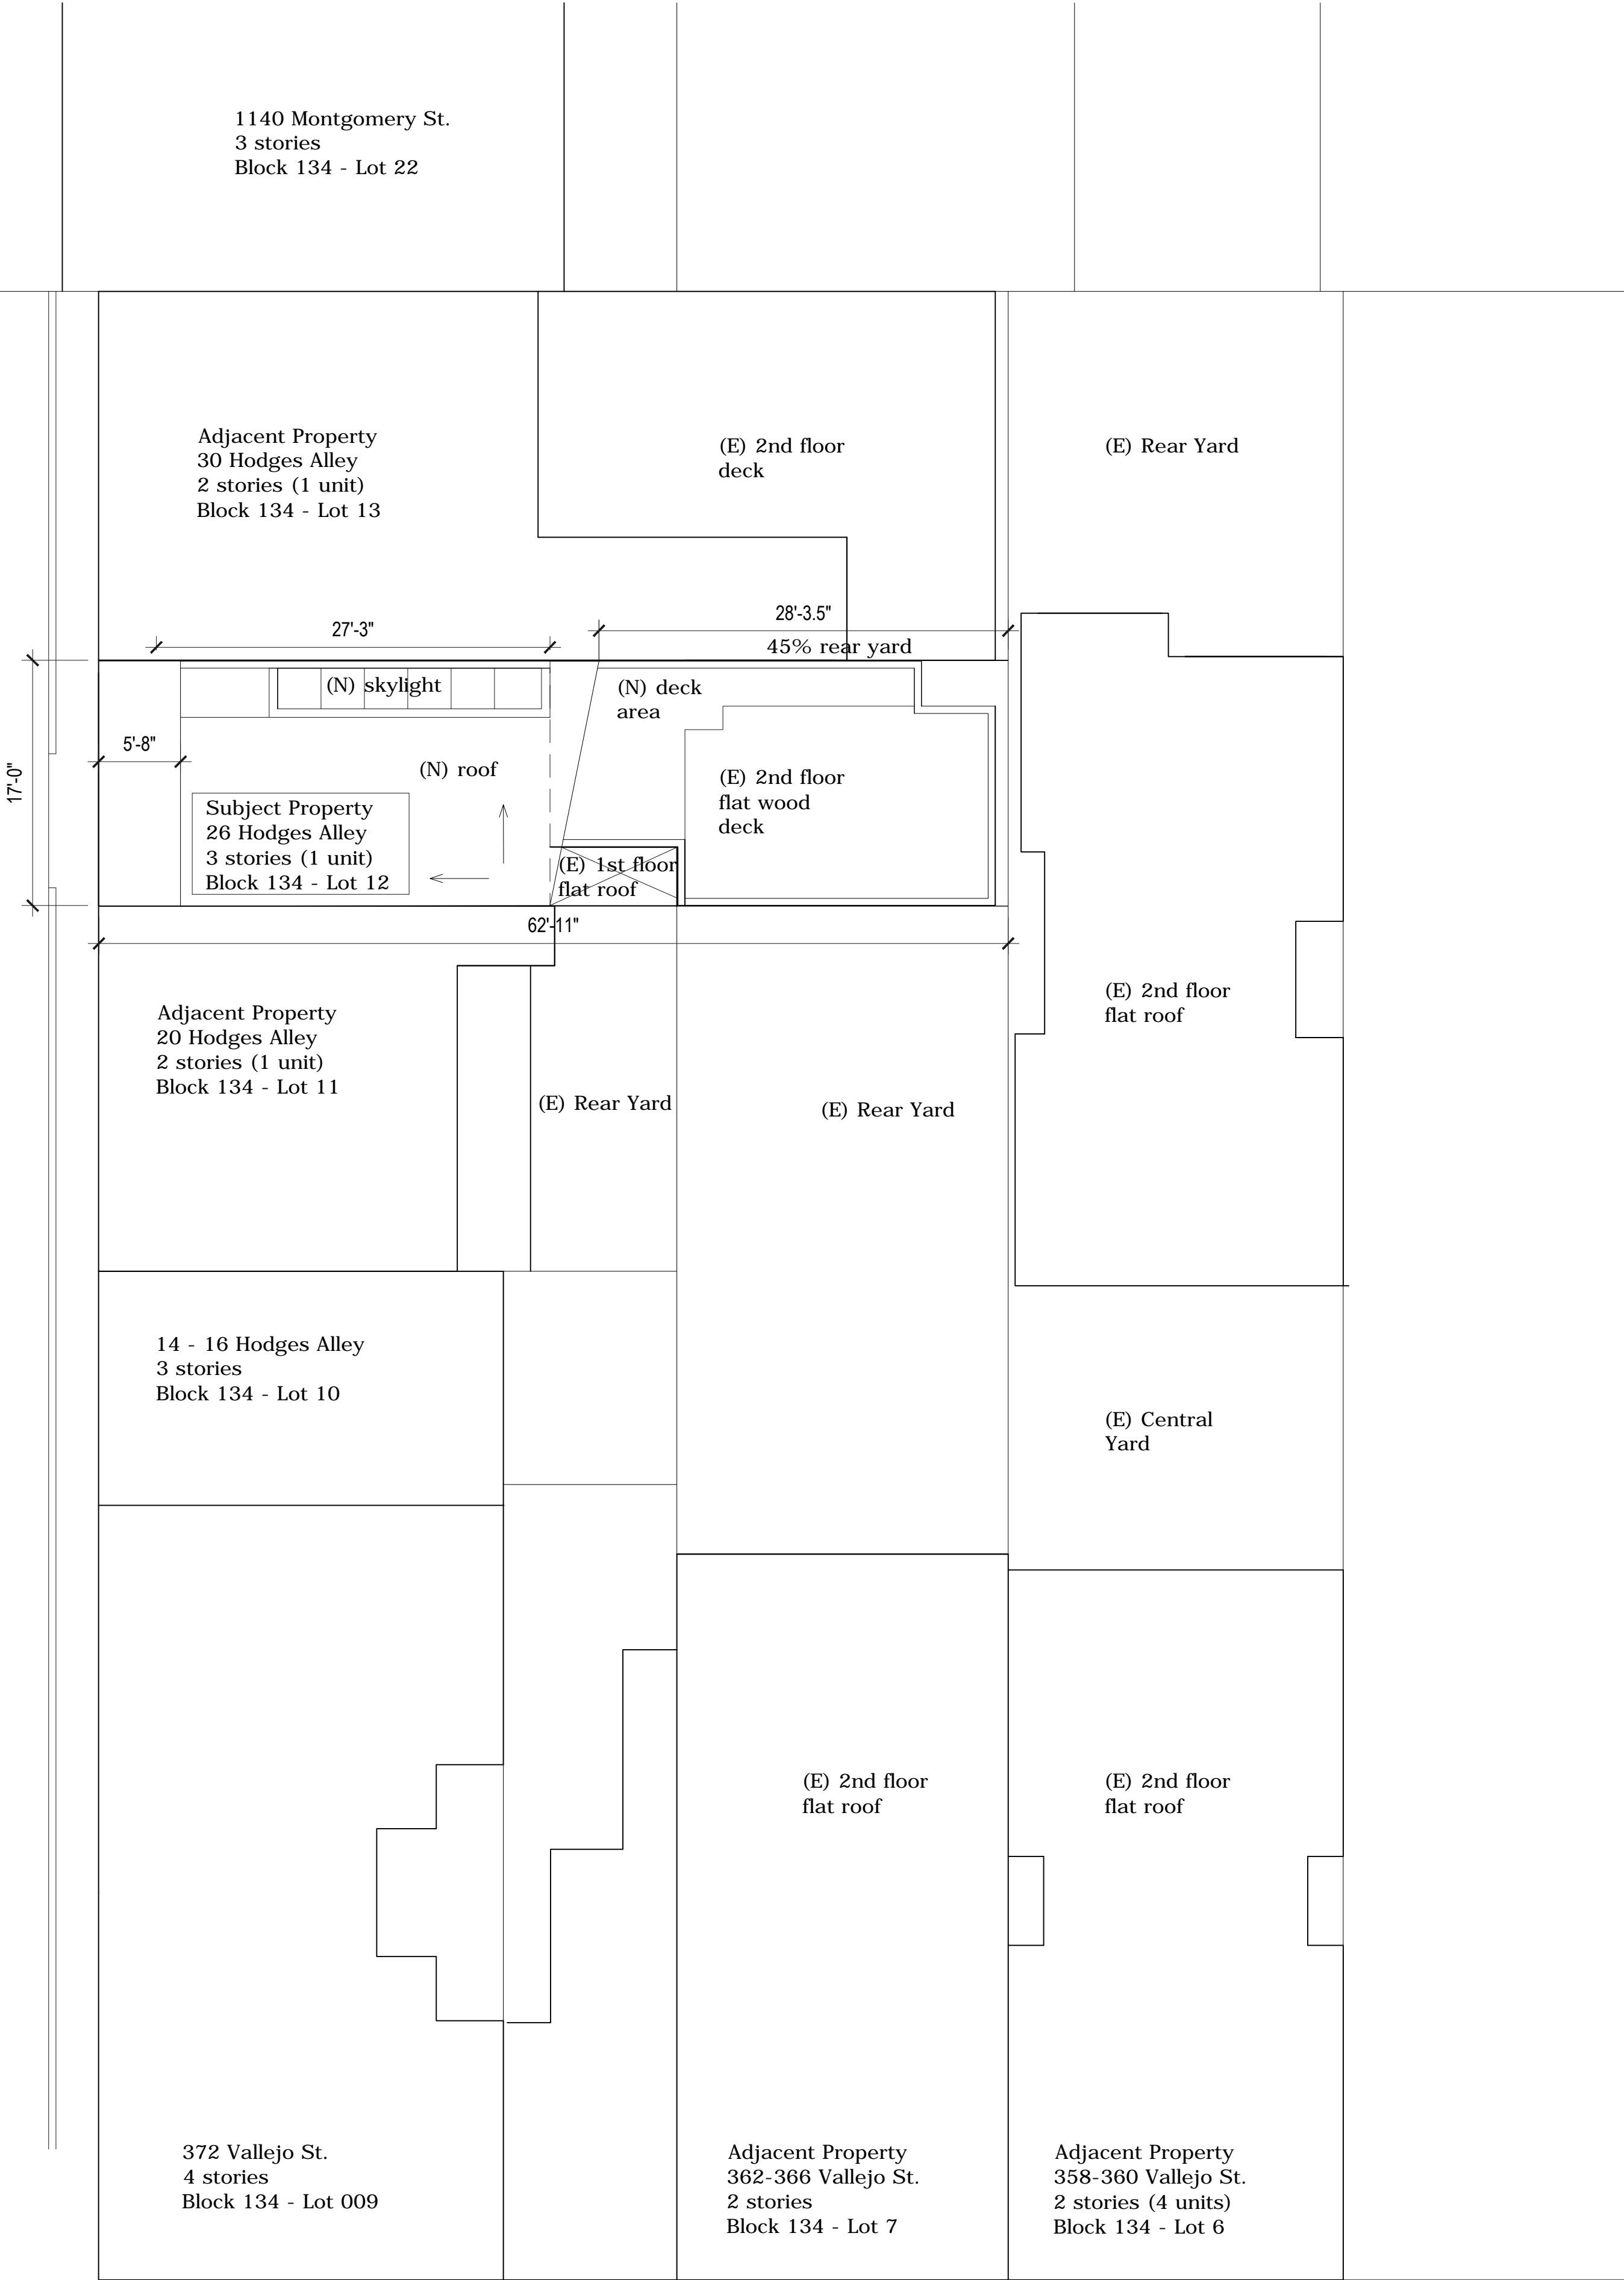 1140 Montgomery St.
3 stories
Block 134 - Lot 22
Adjacent Property
30 Hodges Alley
2 stories (1 unit)
Block 134 - Lot 13
(E) 2nd floor
deck
(E) Rear Yard
27'-3"
28'-3.5"
45% rear yard
(N) skylight
(N) deck
area
5'-8"
17'-0"
(N) roof
(E) 2nd floor
flat wood
deck
Subject Property
26 Hodges Alley
3 stories (1 unit)
Block 134 - Lot 12
(E) 1st floor
flat roof
62'-11"
Adjacent Property
20 Hodges Alley
2 stories (1 unit)
Block 134 - Lot 11
(E) Rear Yard
(E) Rear Yard
(E) 2nd floor
flat roof
14 - 16 Hodges Alley
3 stories
Block 134 - Lot 10
(E) Central
Yard
(E) 2nd floor
flat roof
(E) 2nd floor
flat roof
372 Vallejo St.
4 stories
Block 134 - Lot 009
Adjacent Property
362-366 Vallejo St.
2 stories
Block 134 - Lot 7
Adjacent Property
358-360 Vallejo St.
2 stories (4 units)
Block 134 - Lot 6